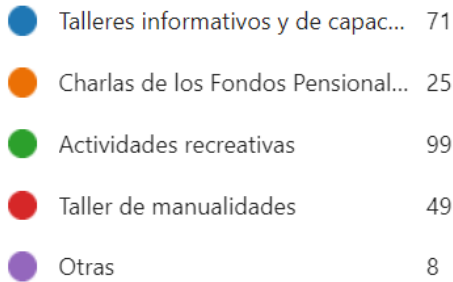 Talleres informativos y de capac... 71
Charlas de los Fondos Pensional... 25
Actividades recreativas 99
Taller de manualidades 49
Otras 8